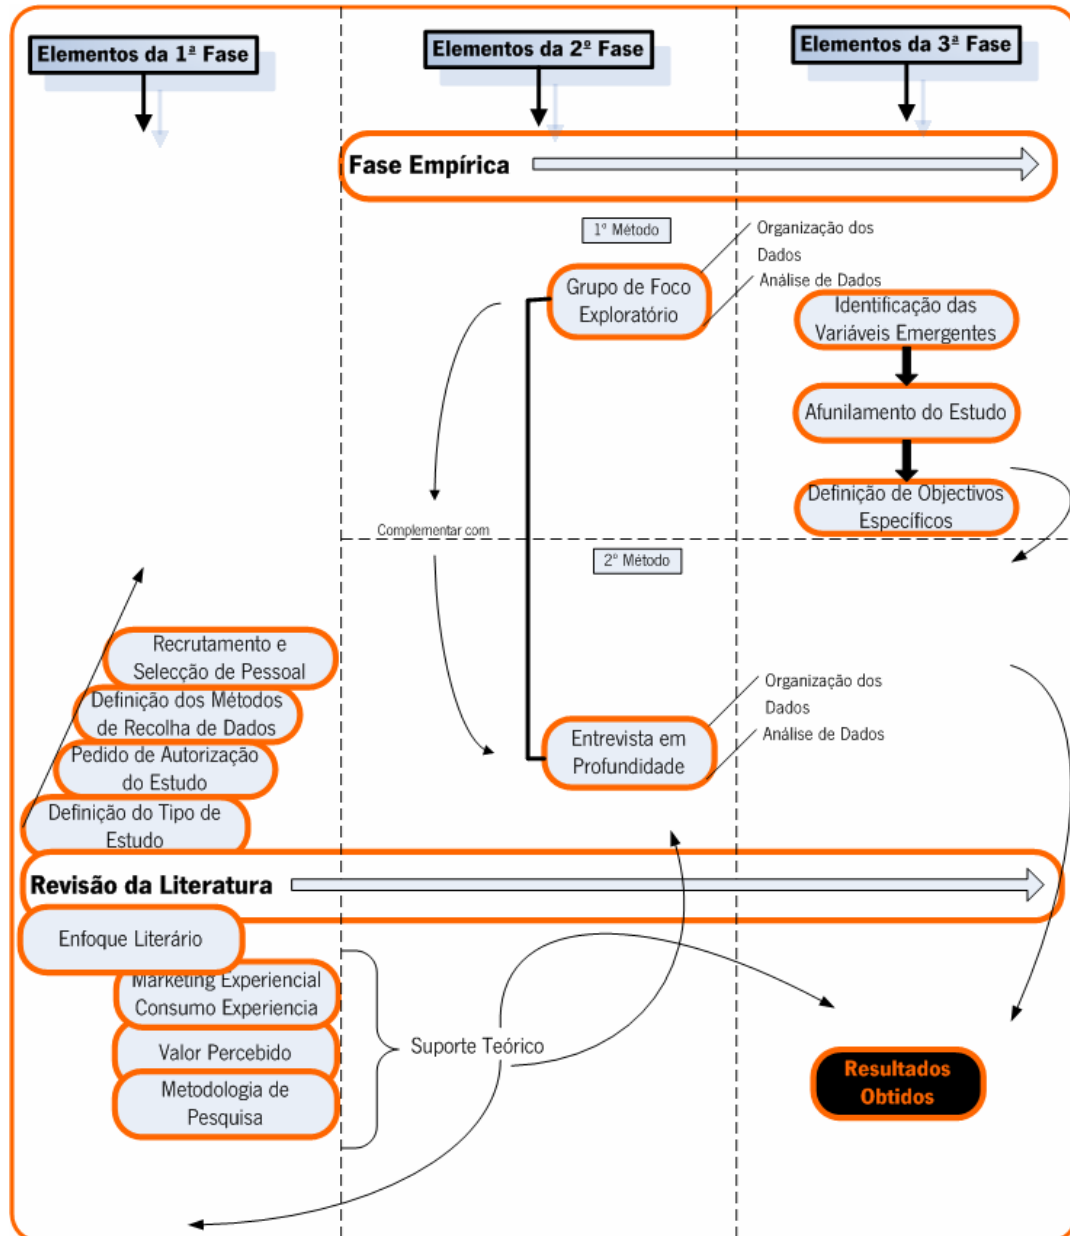 Elementos da 1ª Fase
Elementos da 2º Fase
Elementos da 3ª Fase
Fase Empírica
1º Método
Organização dos
Dados
Análise de Dados
Grupo de Foco
Exploratório
Identificação das
Variáveis Emergentes
Afunilamento do Estudo
Definição de Objectivos
Específicos
Complementar com
2º Método
Recrutamento e
Selecção de Pessoal
Definição dos Métodos
de Recolha de Dados
Pedido de Autorização
do Estudo
Definição do Tipo de
Estudo
Organização dos
Dados
Análise de Dados
Entrevista em
Profundidade
Revisão da Literatura
Enfoque Literário
Marketing Experiencial
Consumo Experiencia
Valor Percebido
Metodologia de
Pesquisa
Suporte Teórico
Resultados
Obtidos